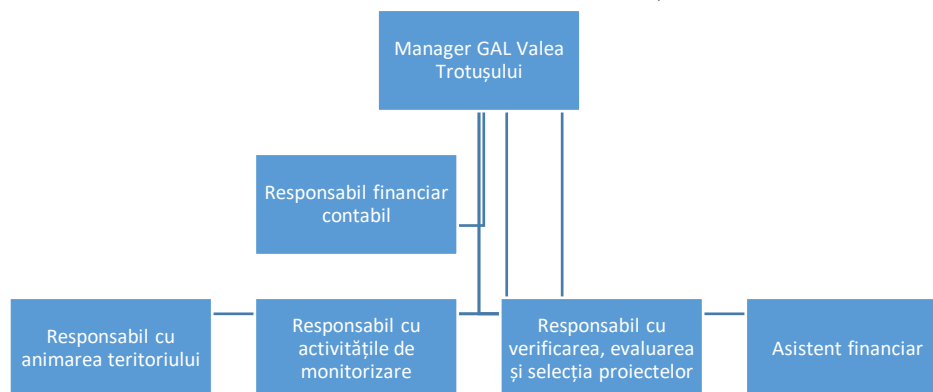 Manager GAL Valea
Trotușului
Responsabil financiar
contabil
Responsabil cu
animarea teritoriului
Responsabil cu
activitățile de
monitorizare
Responsabil cu
verificarea, evaluarea
și selecția proiectelor
Asistent financiar